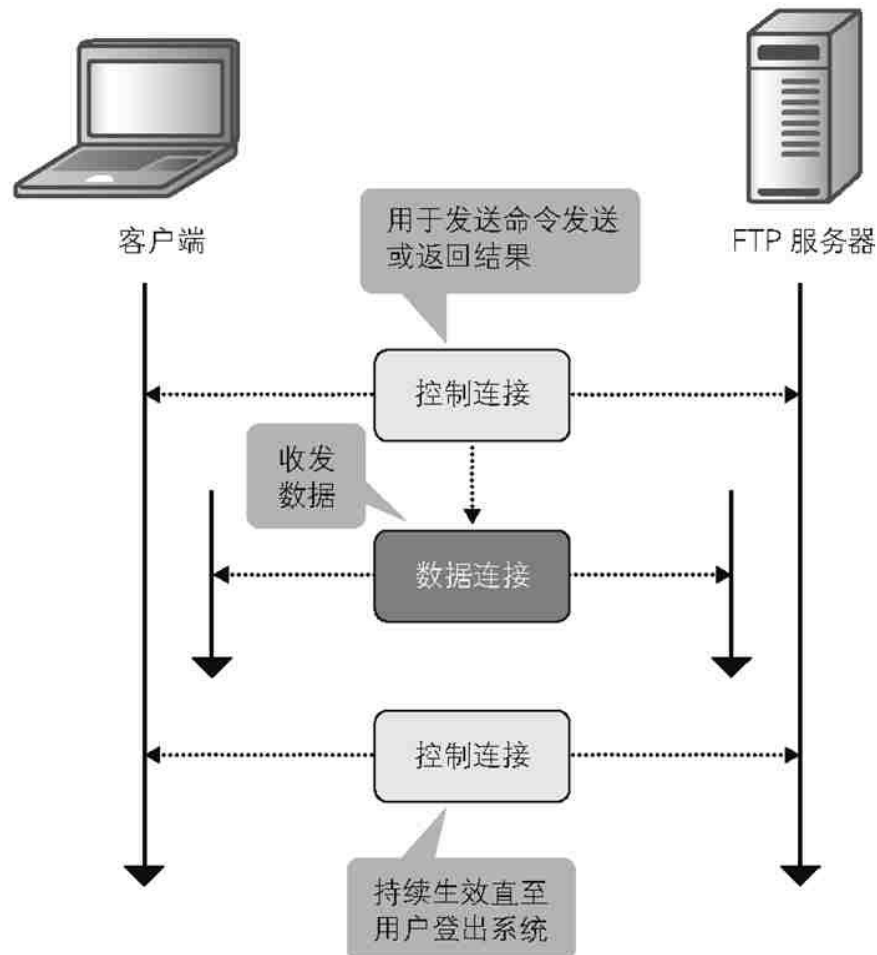 客户端
FTP 服务器
用于发送命令发送
或返回结果
控制连接
收发
数据
数据连接
控制连接
持续生效直至
用户登出系统